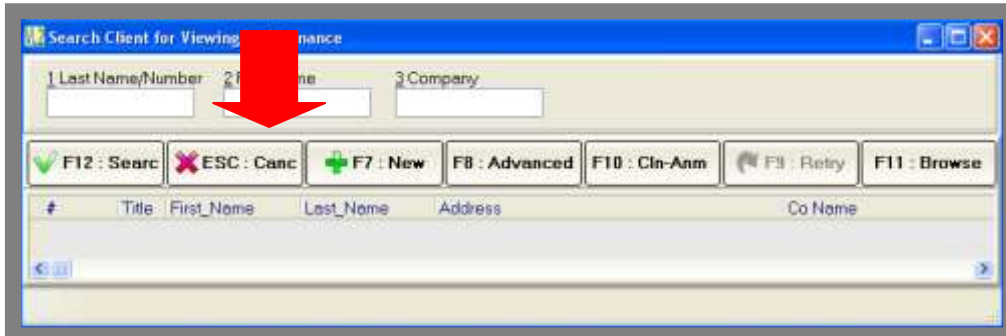 Search Client for Viewing nance
1 Last Name/Number 2 F me 3 Company
F12 : Searc ESC : Canc F7 : New F8 : Advanced F10 : Cln-Anm F9 : Retry F11 : Browse
# Title First_Name Last_Name Address Co Name